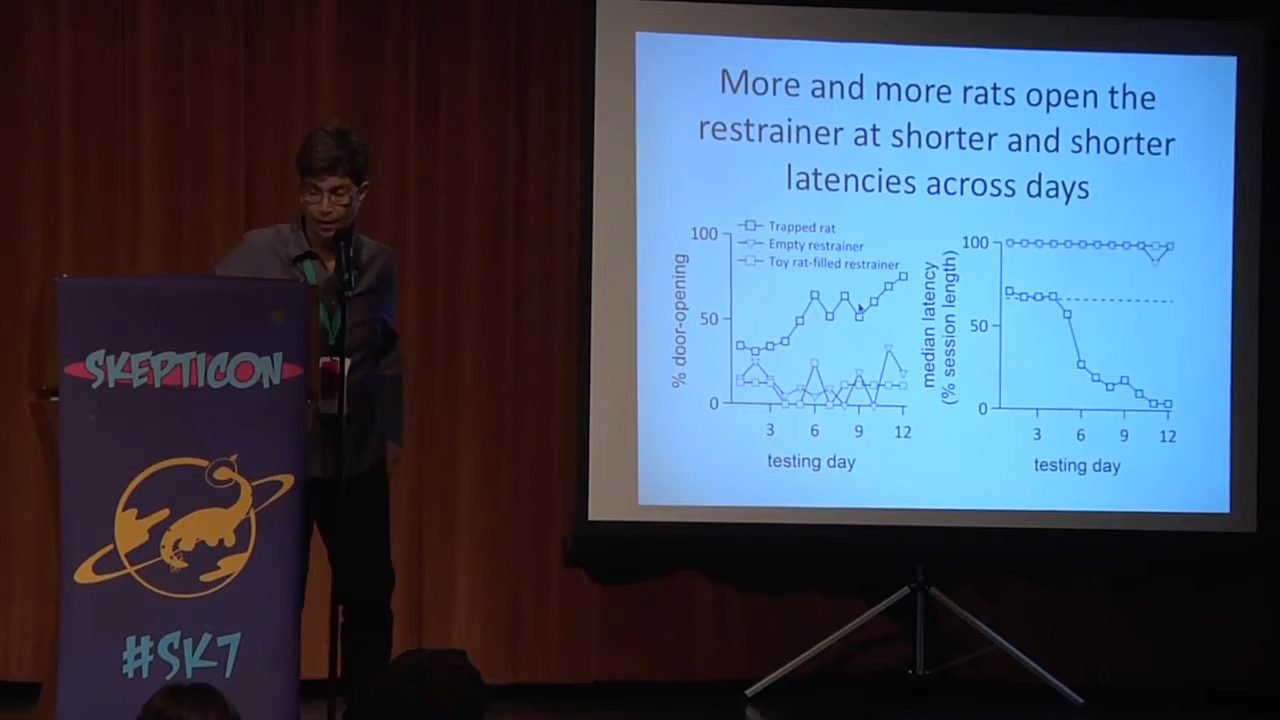 More and more rats open the
restrainer at shorter and shorter
latencies across days
100
50
0
% door-opening
Trapped rat
Empty restrainer
Toy rat-filled restrainer
3 6 9 12
testing day
100
50
0
median latency
(% session length)
3 6 9 12
testing day
SKEPTICON
#SK7